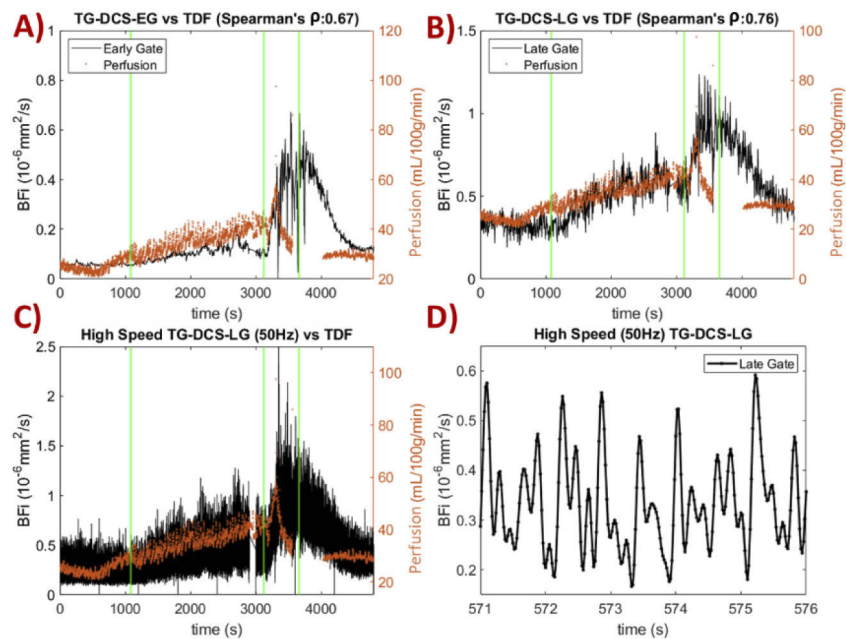 A)
TG-DCS-EG vs TDF (Spearman's ρ:0.67)
Early Gate
Perfusion
BFi (10⁻⁶mm²/s)
1
0.8
0.6
0.4
0.2
0
120
100
80
60
40
20
Perfusion (mL/100g/min)
0 1000 2000 3000 4000
time (s)
B)
TG-DCS-LG vs TDF (Spearman's ρ:0.76)
Late Gate
Perfusion
BFi (10⁻⁶mm²/s)
1.5
1
0.5
0
100
80
60
40
20
0
Perfusion (mL/100g/min)
0 1000 2000 3000 4000
time (s)
C)
High Speed TG-DCS-LG (50Hz) vs TDF
BFi (10⁻⁶mm²/s)
2.5
2
1.5
1
0.5
0
100
80
60
40
20
Perfusion (mL/100g/min)
0 1000 2000 3000 4000
time (s)
D)
High Speed (50Hz) TG-DCS-LG
Late Gate
BFi (10⁻⁶mm²/s)
0.6
0.5
0.4
0.3
0.2
571 572 573 574 575 576
time (s)